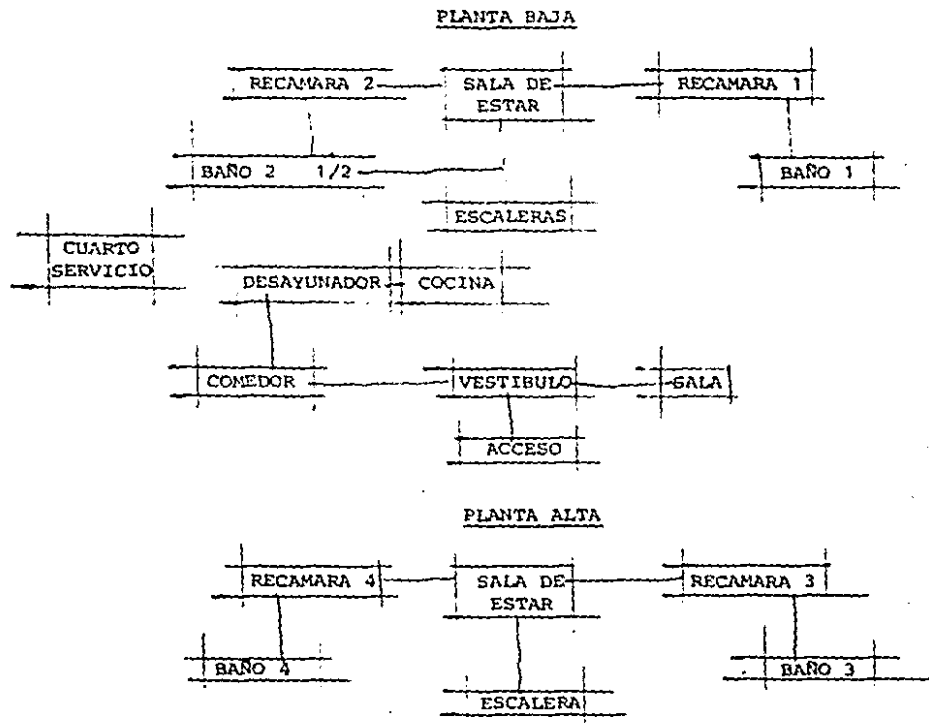 PLANTA BAJA
RECAMARA 2 SALA DE RECAMARA 1
ESTAR
BAÑO 2 1/2 BAÑO 1
ESCALERAS
CUARTO
SERVICIO
DESAYUNADOR COCINA
COMEDOR VESTIBULO SALA
ACCESO
PLANTA ALTA
RECAMARA 4 SALA DE RECAMARA 3
ESTAR
BAÑO 4 BAÑO 3
ESCALERA